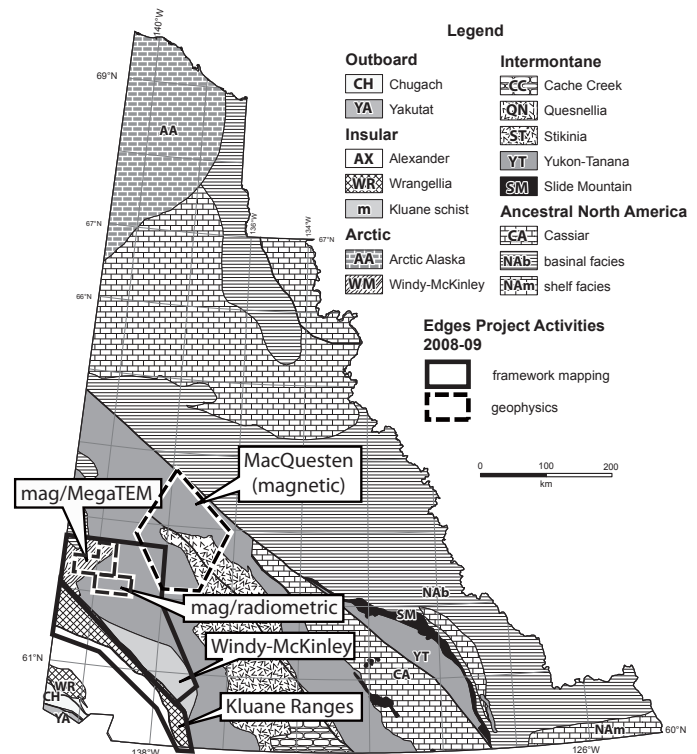 Legend
Outboard
CH Chugach
YA Yakutat
Insular
AX Alexander
WR Wrangellia
m Kluane schist
Arctic
AA Arctic Alaska
WM Windy-McKinley
Intermontane
CC Cache Creek
QN Quesnellia
ST Stikinia
YT Yukon-Tanana
SM Slide Mountain
Ancestral North America
CA Cassiar
NAb basinal facies
NAm shelf facies
Edges Project Activities
2008-09
framework mapping
geophysics
0 100 200
km
140°W
69°N
AA
67°N
136°W
134°W
67°N
66°N
MacQuesten
(magnetic)
mag/MegaTEM
mag/radiometric
Windy-McKinley
Kluane Ranges
NAb
SM
YT
CA
61°N
WR
CH
YA
138°W
NAm
60°N
126°W